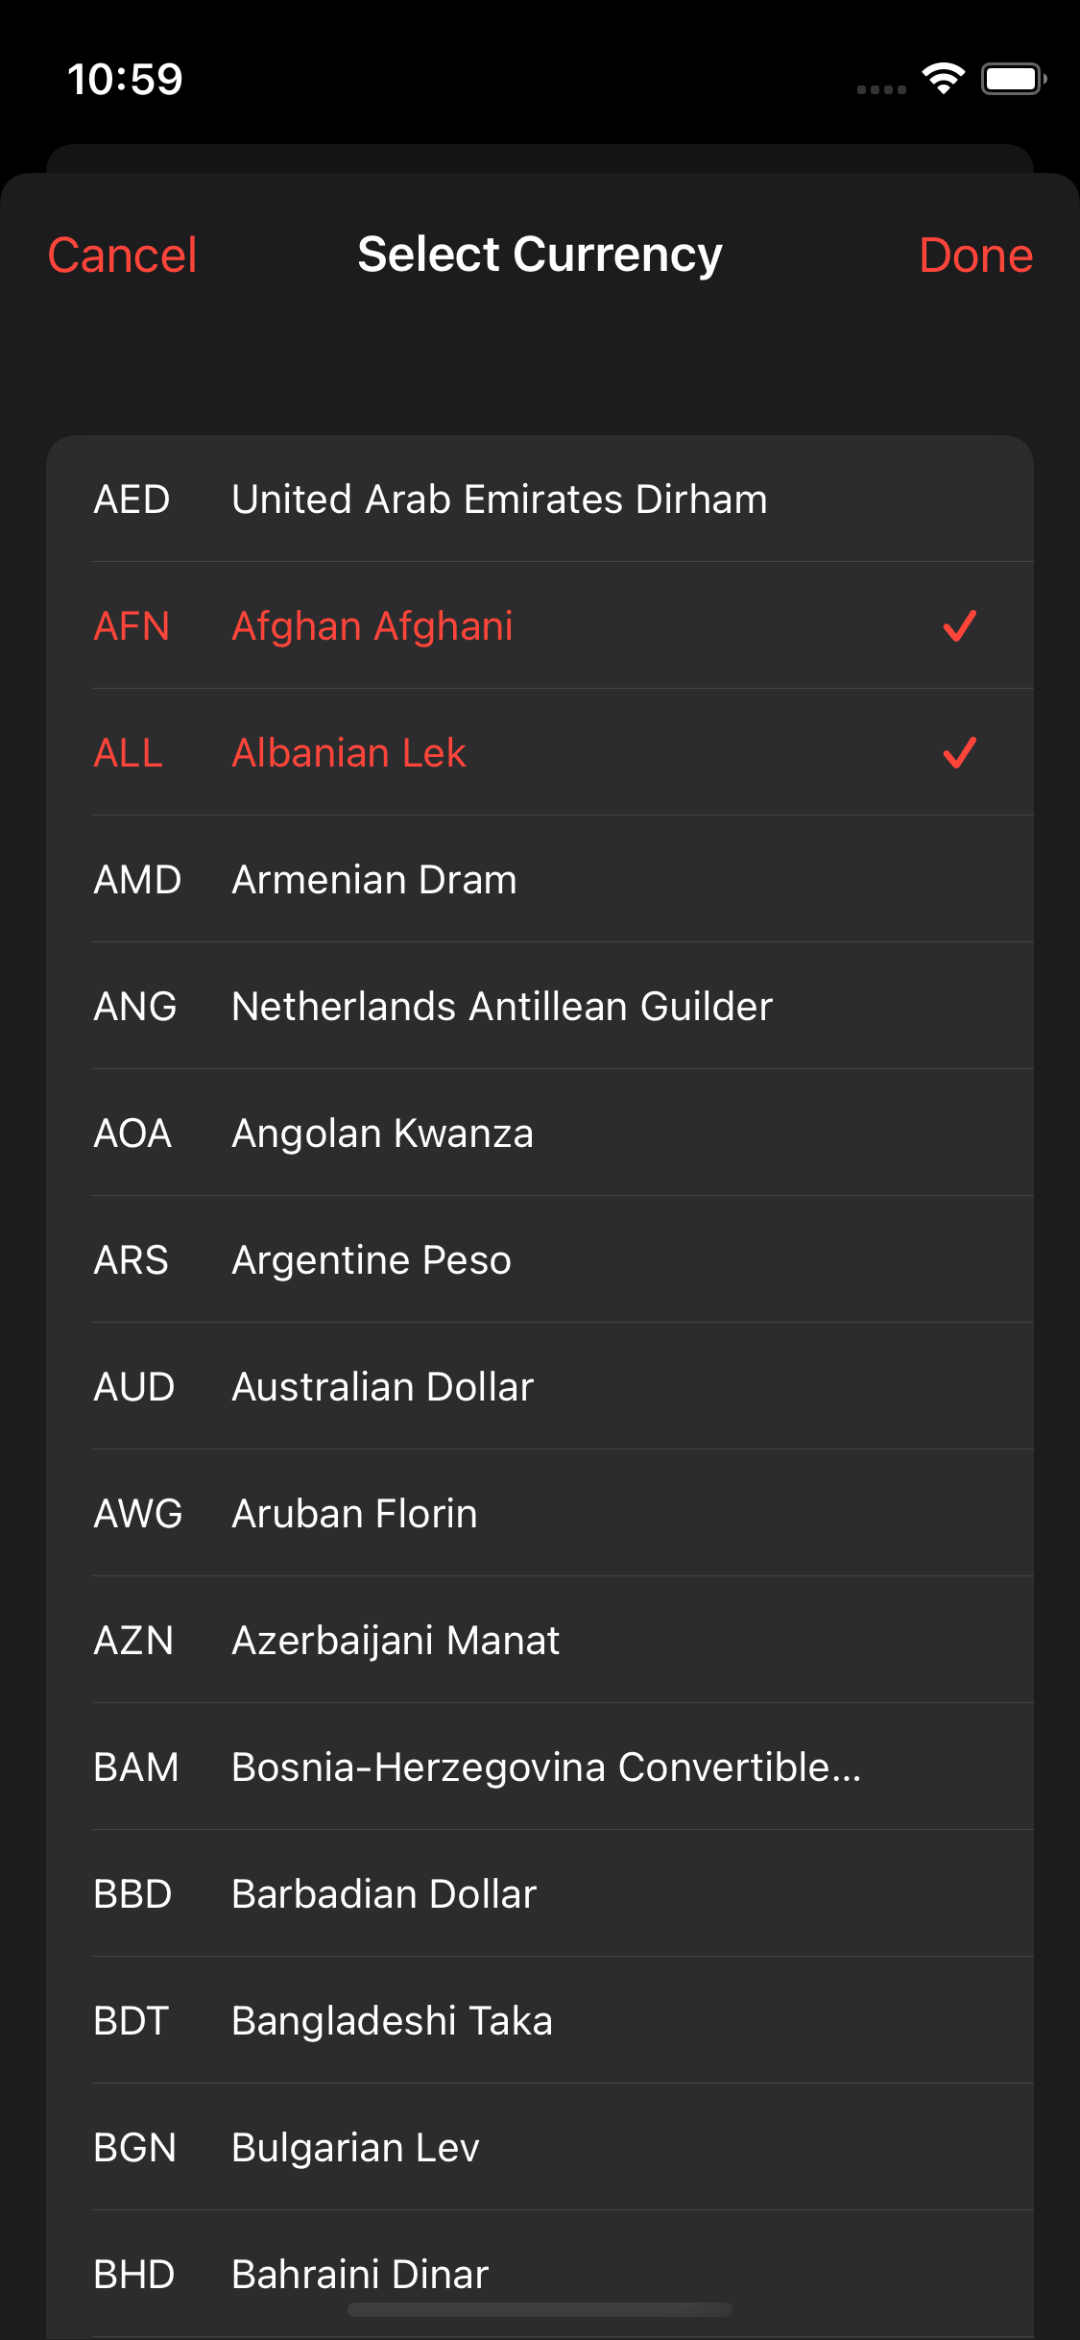 10:59
Cancel Select Currency Done
AED United Arab Emirates Dirham
AFN Afghan Afghani
ALL Albanian Lek
AMD Armenian Dram
ANG Netherlands Antillean Guilder
AOA Angolan Kwanza
ARS Argentine Peso
AUD Australian Dollar
AWG Aruban Florin
AZN Azerbaijani Manat
BAM Bosnia-Herzegovina Convertible...
BBD Barbadian Dollar
BDT Bangladeshi Taka
BGN Bulgarian Lev
BHD Bahraini Dinar